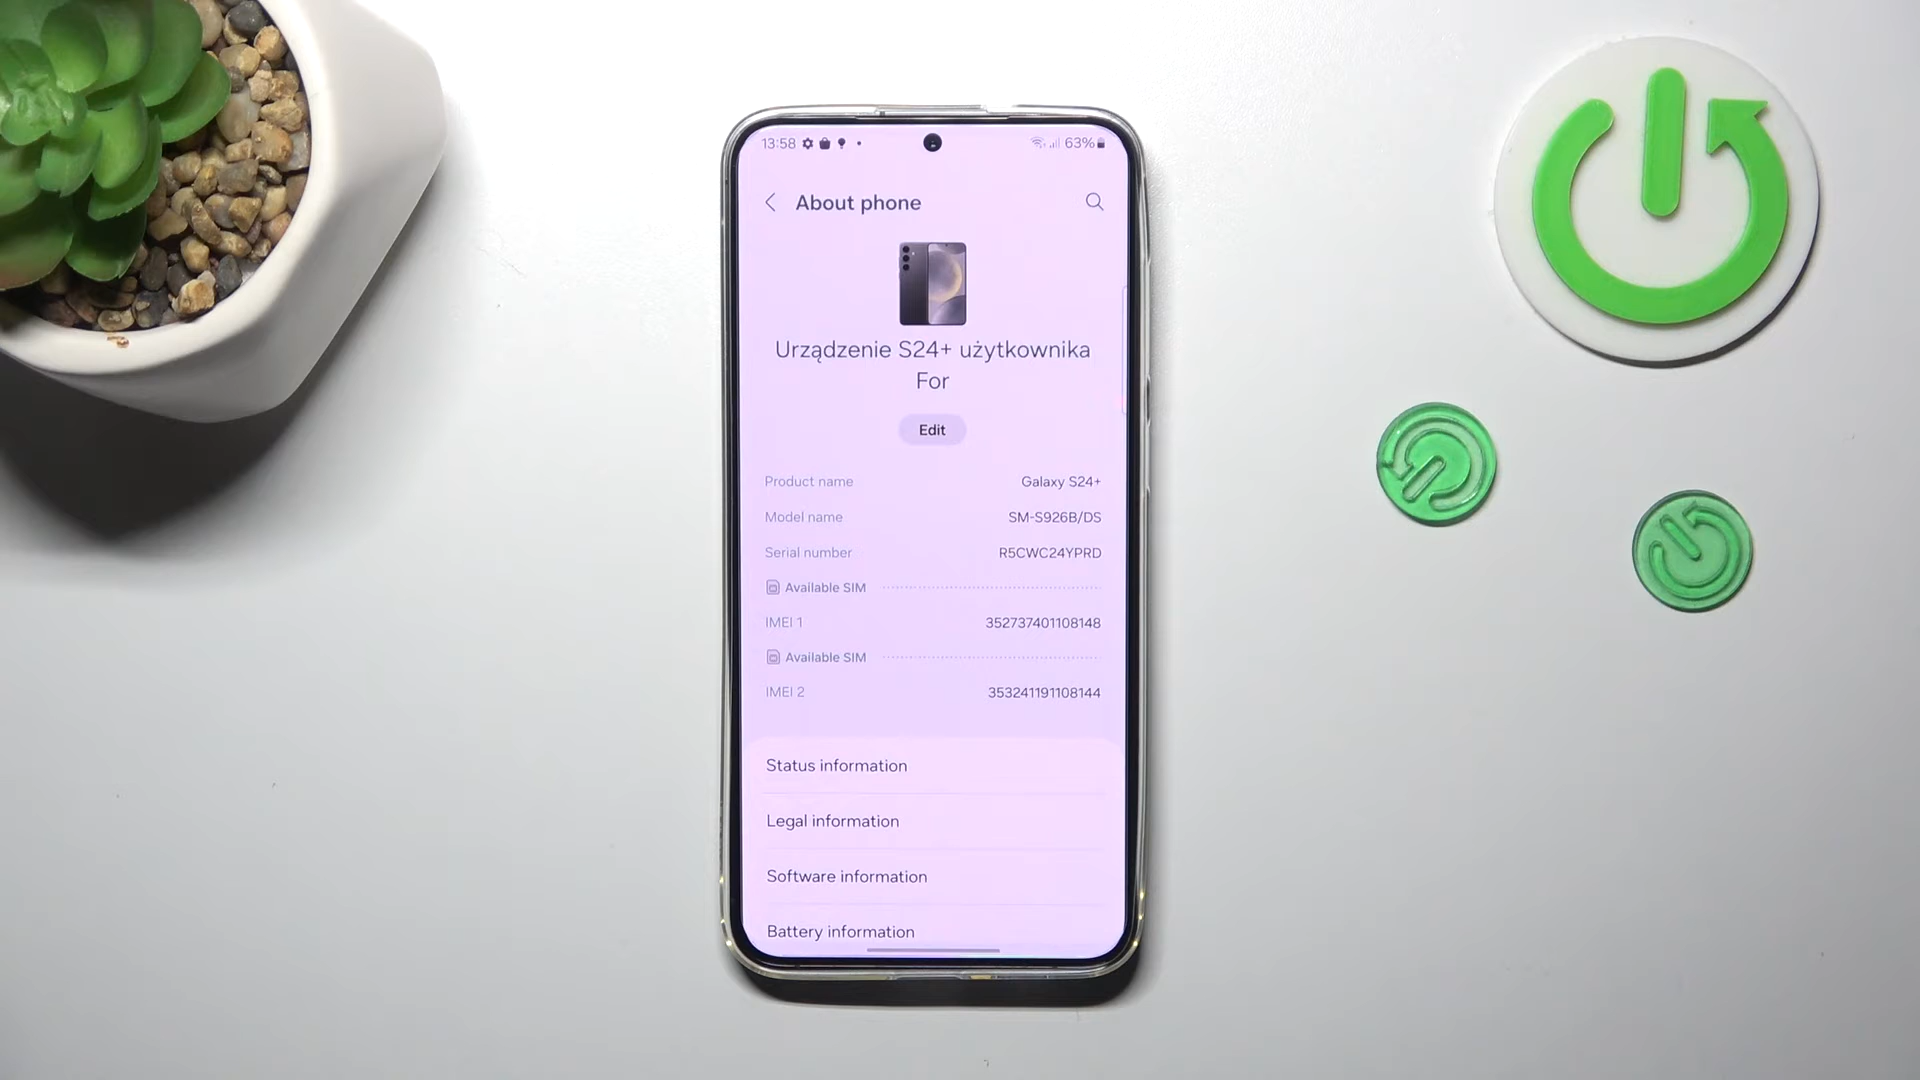 13:58 63%
About phone
Urządzenie S24+ użytkownika
For
Edit
Product name Galaxy S24+
Model name SM-S926B/DS
Serial number R5CWC24YPRD
Available SIM
IMEI 1 352737401108148
Available SIM
IMEI 2 353241191108144
Status information
Legal information
Software information
Battery information